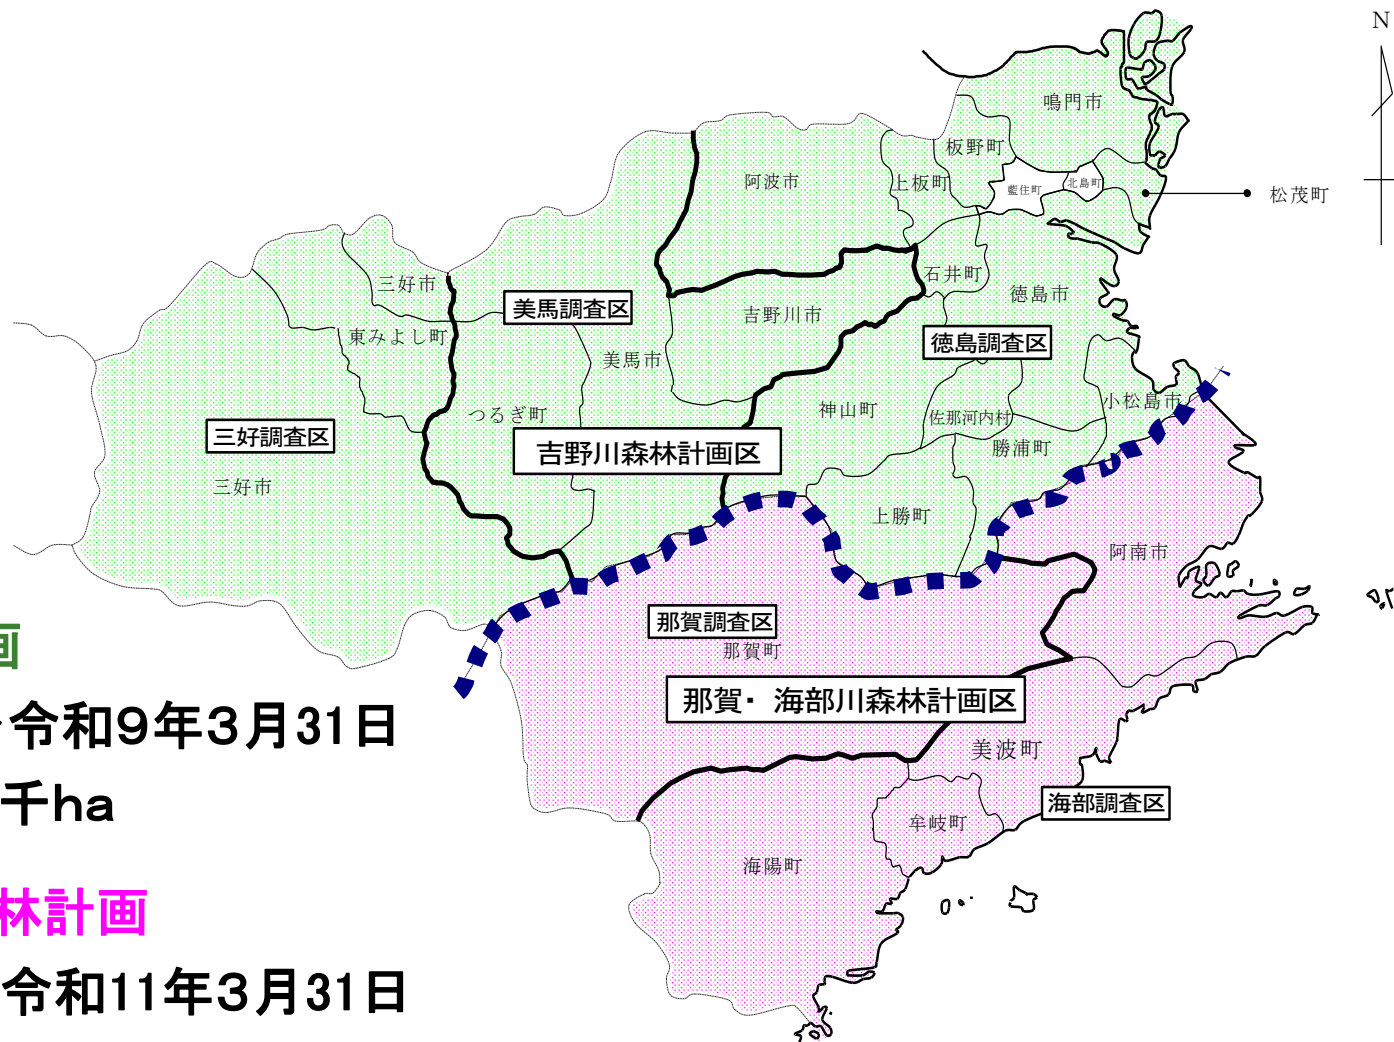 N
鳴門市
板野町
阿波市
上板町
藍住町
北島町
松茂町
石井町
三好市
徳島市
美馬調査区
吉野川市
東みよし町
徳島調査区
美馬市
小松島市
つるぎ町
神山町
佐那河内村
三好調査区
吉野川森林計画区
勝浦町
三好市
上勝町
阿南市
那賀調査区
画
那賀町
那賀・海部川森林計画区
令和9年3月31日
美波町
千ha
海部調査区
牟岐町
海陽町
林計画
令和11年3月31日